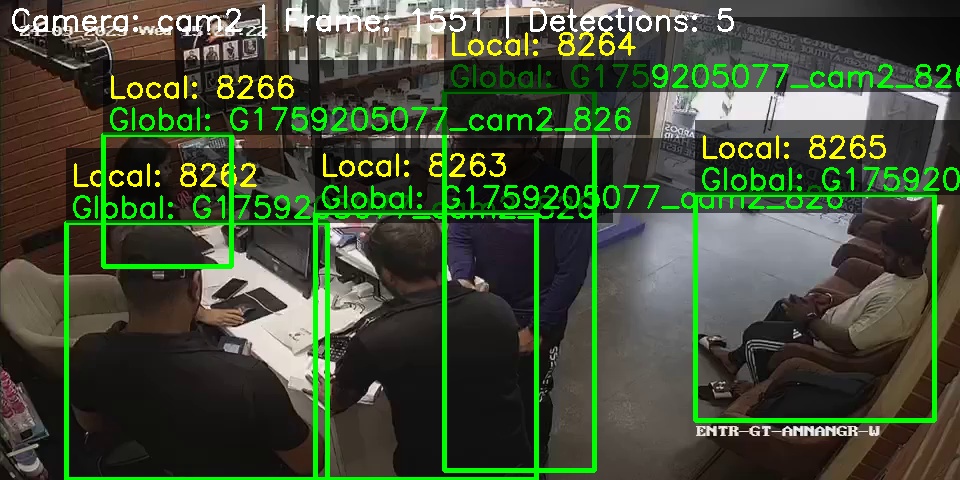 Camera: cam2 | Frame: 1551 | Detections: 5
Local: 8264
Global: G1759205077_cam2_826
Local: 8266
Global: G1759205077_cam2_826
Local: 8265
Global: G175920
Local: 8263
Global: G1759205077_cam2_826
Local: 8262
Global: G1759205077_cam2_826
ENTR-GT-ANNANGR-W